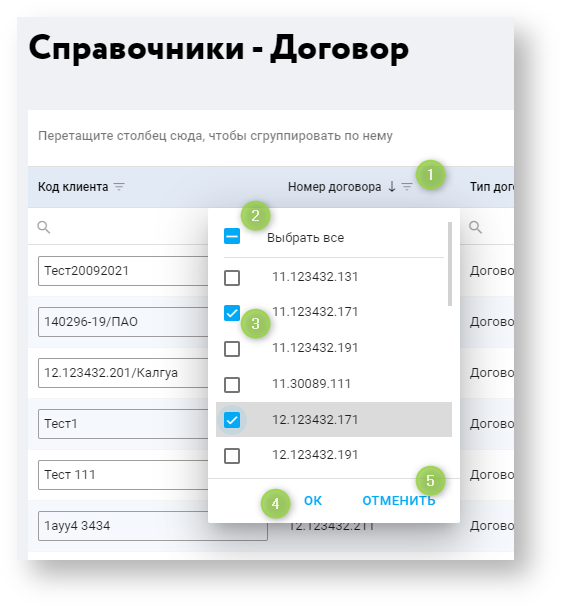 Справочники - Договор
Перетащите столбец сюда, чтобы сгруппировать по нему
1
Код клиента
Номер договора
Тип дог
2
Выбрать все
Тест20092021
11.123432.131
Догово
140296-19/ПАО
11.123432.171
Догово
3
12.123432.201/Калгуа
11.123432.191
Догово
11.30089.111
Тест1
12.123432.171
Догово
Тест 111
12.123432.191
Догово
4
ОК
ОТМЕНИТЬ
5
1ауу4 3434
12.123432.211
Догово